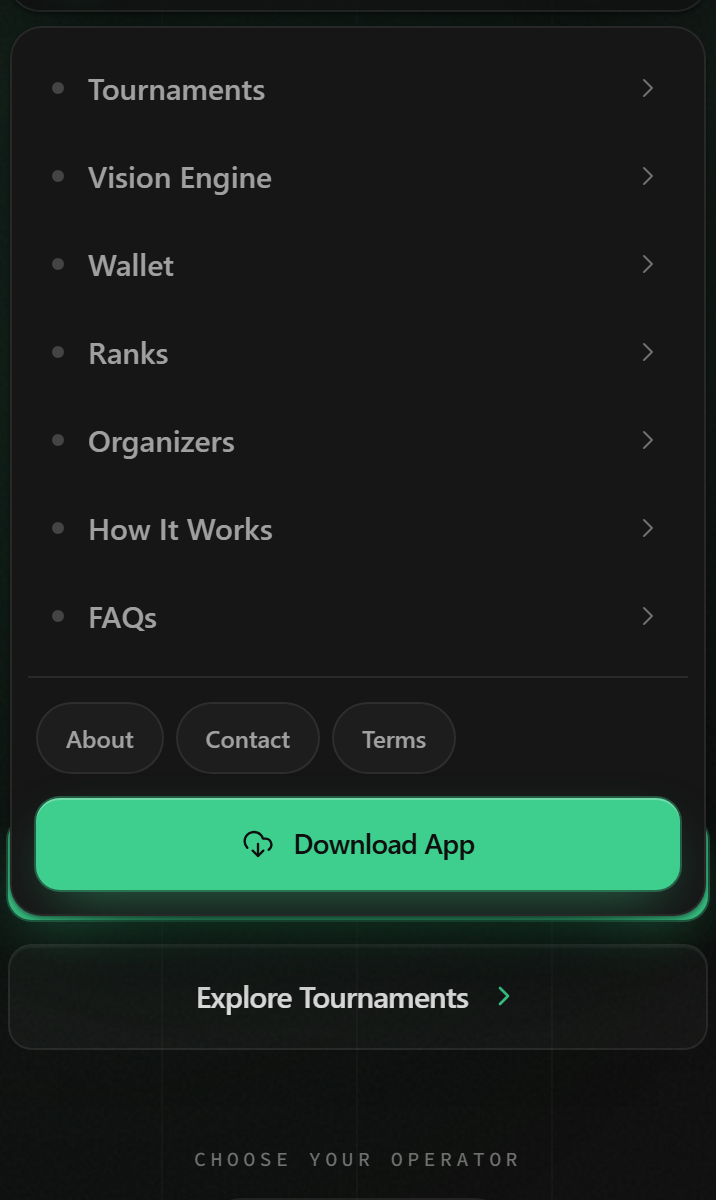 Tournaments
Vision Engine
Wallet
Ranks
Organizers
How It Works
FAQs
About Contact Terms
Download App
Explore Tournaments
CHOOSE YOUR OPERATOR